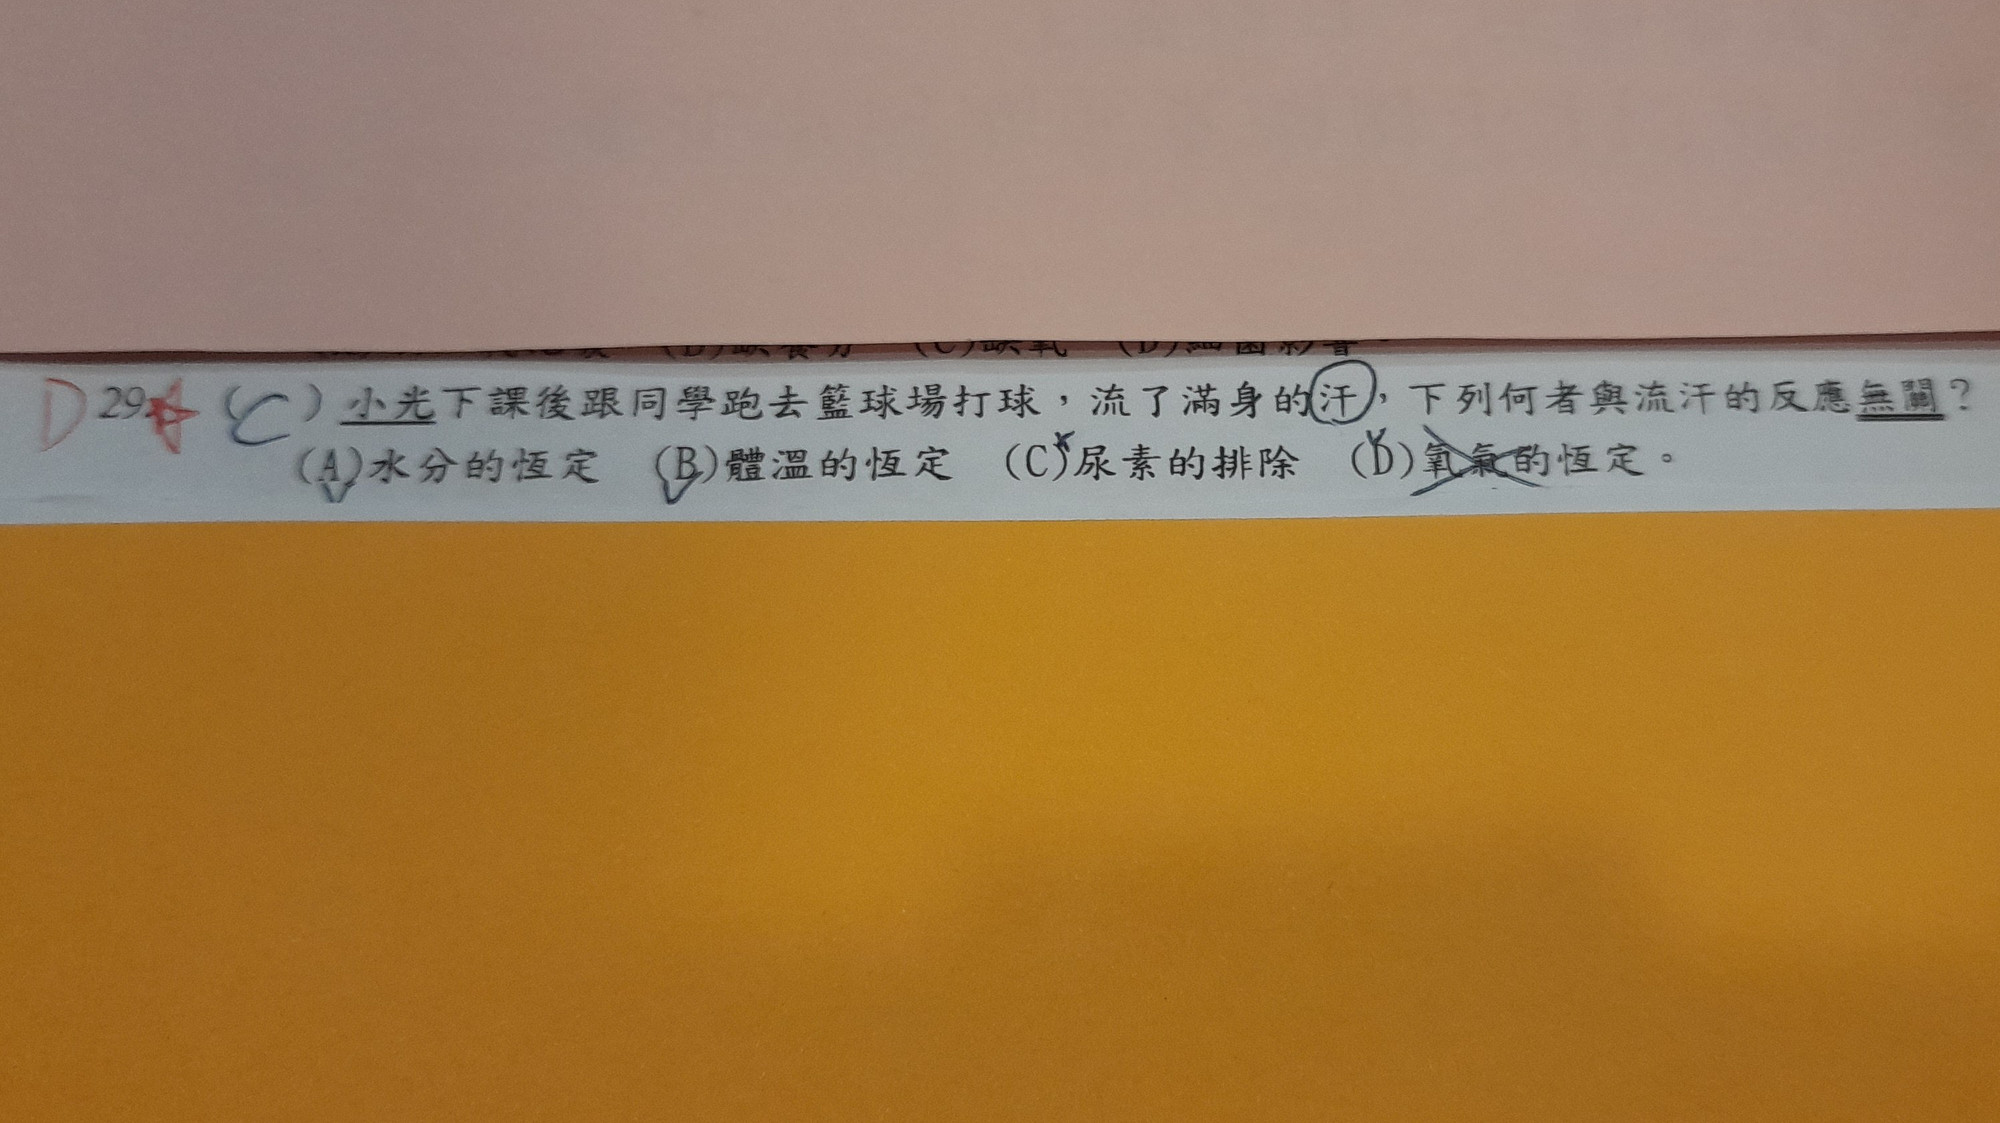 (C)缺氧
D 29. (C) 小光下課後跟同學跑去籃球場打球，流了滿身的汗，下列何者與流汗的反應無關？
(A)水分的恆定 (B)體溫的恆定 (C)尿素的排除 (D)氧氣的恆定。